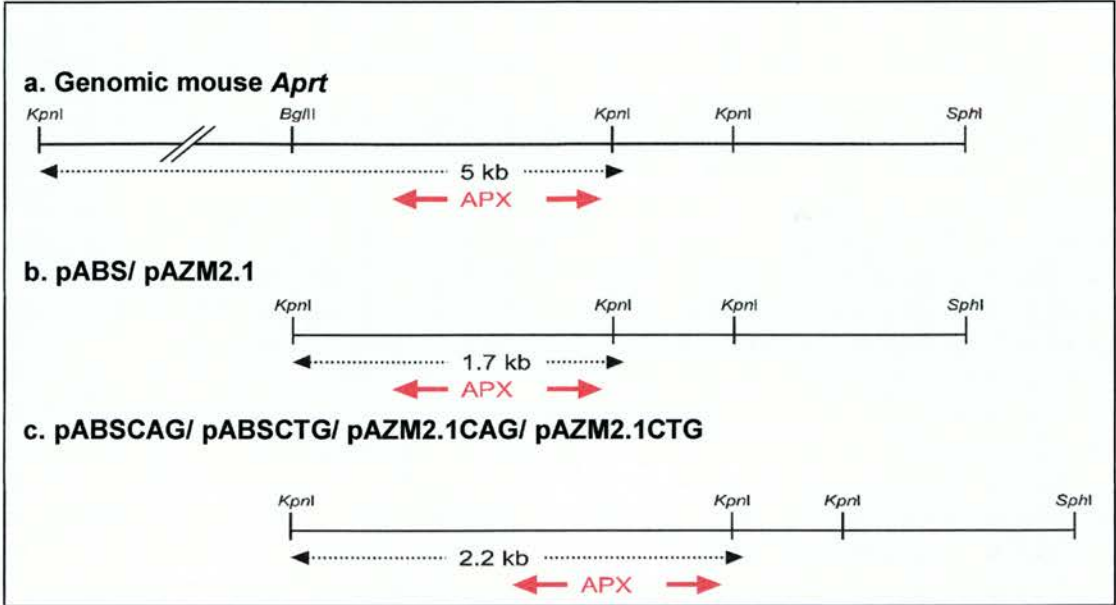 a. Genomic mouse Aprt
KpnI BglII KpnI KpnI SphI
5 kb
APX
b. pABS/ pAZM2.1
KpnI KpnI KpnI SphI
1.7 kb
APX
c. pABSCAG/ pABSCTG/ pAZM2.1CAG/ pAZM2.1CTG
KpnI KpnI KpnI SphI
2.2 kb
APX